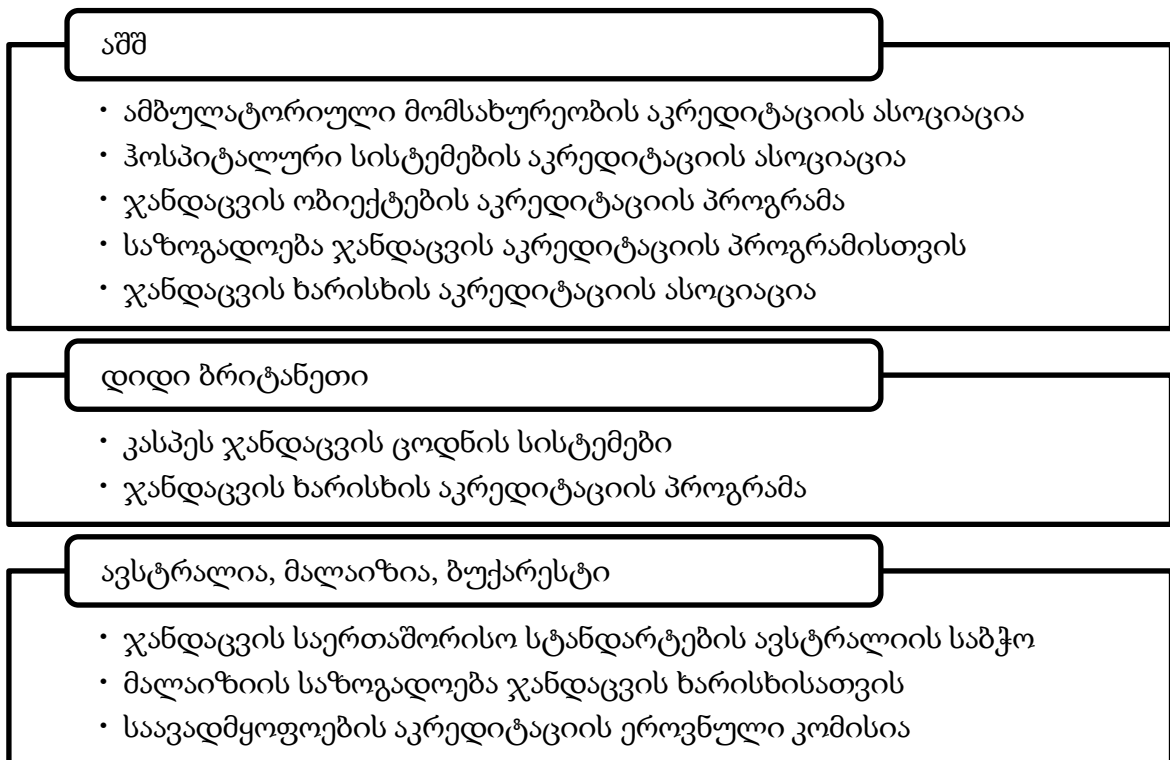 აშშ
• ამბულატორიული მომსახურეობის აკრედიტაციის ასოციაცია
• ჰოსპიტალური სისტემების აკრედიტაციის ასოციაცია
• ჯანდაცვის ობიექტების აკრედიტაციის პროგრამა
• საზოგადოება ჯანდაცვის აკრედიტაციის პროგრამისთვის
• ჯანდაცვის ხარისხის აკრედიტაციის ასოციაცია
დიდი ბრიტანეთი
• კასპეს ჯანდაცვის ცოდნის სისტემები
• ჯანდაცვის ხარისხის აკრედიტაციის პროგრამა
ავსტრალია, მალაიზია, ბუქარესტი
• ჯანდაცვის საერთაშორისო სტანდარტების ავსტრალიის საბჭო
• მალაიზიის საზოგადოება ჯანდაცვის ხარისხისათვის
• საავადმყოფოების აკრედიტაციის ეროვნული კომისია